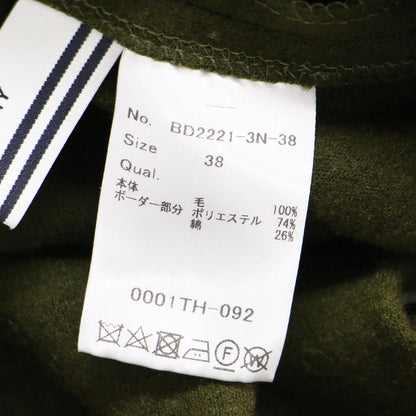 No. BD2221-3N-38
Size 38
Qual.
本体 毛 100%
ボーダー部分 ポリエステル 74%
綿 26%
0001TH-092
F W